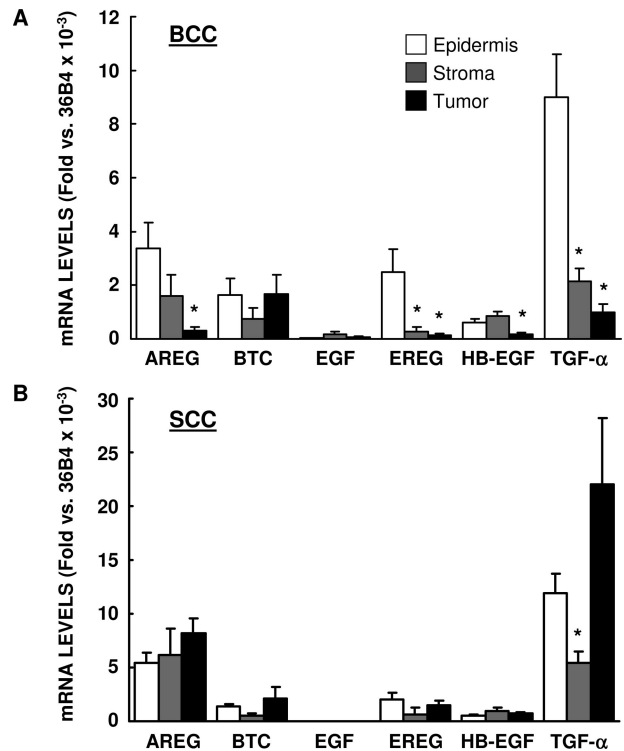 A
BCC
mRNA LEVELS (Fold vs. 36B4 x 10⁻³)
12
10
8
6
4
2
0
Epidermis
Stroma
Tumor
*
* *
*
*
*
AREG BTC EGF EREG HB-EGF TGF-α
B
SCC
mRNA LEVELS (Fold vs. 36B4 x 10⁻³)
30
25
20
15
10
5
0
*
AREG BTC EGF EREG HB-EGF TGF-α